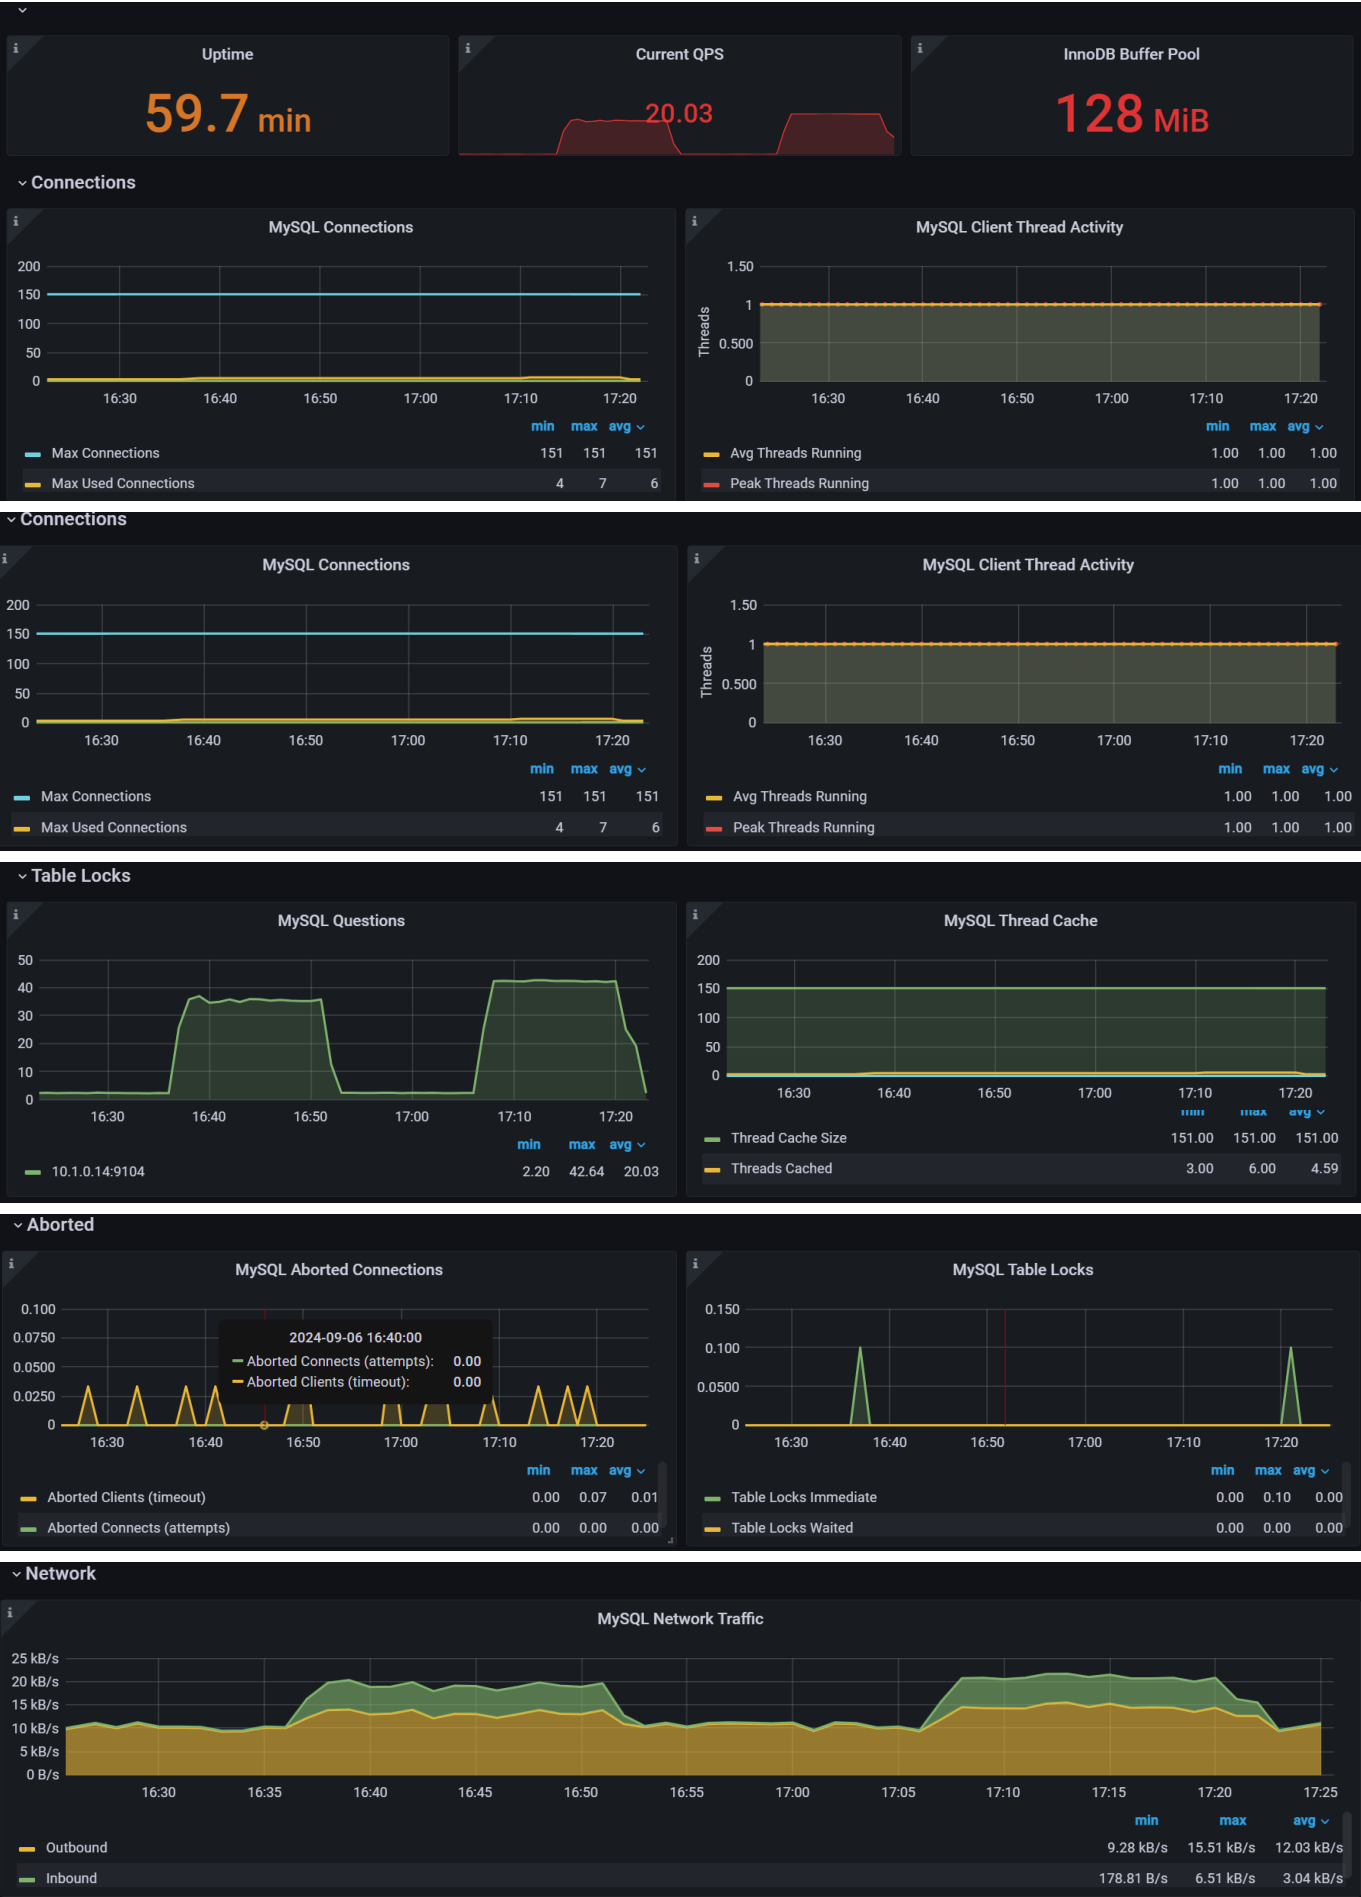 Uptime
Current QPS
InnoDB Buffer Pool
59.7 min
20.03
128 MiB
Connections
MySQL Connections
MySQL Client Thread Activity
200
150
100
50
0
16:30 16:40 16:50 17:00 17:10 17:20
min max avg
Max Connections 151 151 151
Max Used Connections 4 7 6
1.50
1
0.500
0
Threads
16:30 16:40 16:50 17:00 17:10 17:20
min max avg
Avg Threads Running 1.00 1.00 1.00
Peak Threads Running 1.00 1.00 1.00
Connections
MySQL Connections
MySQL Client Thread Activity
200
150
100
50
0
16:30 16:40 16:50 17:00 17:10 17:20
min max avg
Max Connections 151 151 151
Max Used Connections 4 7 6
1.50
1
0.500
0
Threads
16:30 16:40 16:50 17:00 17:10 17:20
min max avg
Avg Threads Running 1.00 1.00 1.00
Peak Threads Running 1.00 1.00 1.00
Table Locks
MySQL Questions
MySQL Thread Cache
50
40
30
20
10
0
16:30 16:40 16:50 17:00 17:10 17:20
min max avg
10.1.0.14:9104 2.20 42.64 20.03
200
150
100
50
0
16:30 16:40 16:50 17:00 17:10 17:20
min max avg
Thread Cache Size 151.00 151.00 151.00
Threads Cached 3.00 6.00 4.59
Aborted
MySQL Aborted Connections
MySQL Table Locks
0.100
0.0750
0.0500
0.0250
0
2024-09-06 16:40:00
Aborted Connects (attempts): 0.00
Aborted Clients (timeout): 0.00
16:30 16:40 16:50 17:00 17:10 17:20
min max avg
Aborted Clients (timeout) 0.00 0.07 0.01
Aborted Connects (attempts) 0.00 0.00 0.00
0.150
0.100
0.0500
0
16:30 16:40 16:50 17:00 17:10 17:20
min max avg
Table Locks Immediate 0.00 0.10 0.00
Table Locks Waited 0.00 0.00 0.00
Network
MySQL Network Traffic
25 kB/s
20 kB/s
15 kB/s
10 kB/s
5 kB/s
0 B/s
16:30 16:35 16:40 16:45 16:50 16:55 17:00 17:05 17:10 17:15 17:20 17:25
min max avg
Outbound 9.28 kB/s 15.51 kB/s 12.03 kB/s
Inbound 178.81 B/s 6.51 kB/s 3.04 kB/s